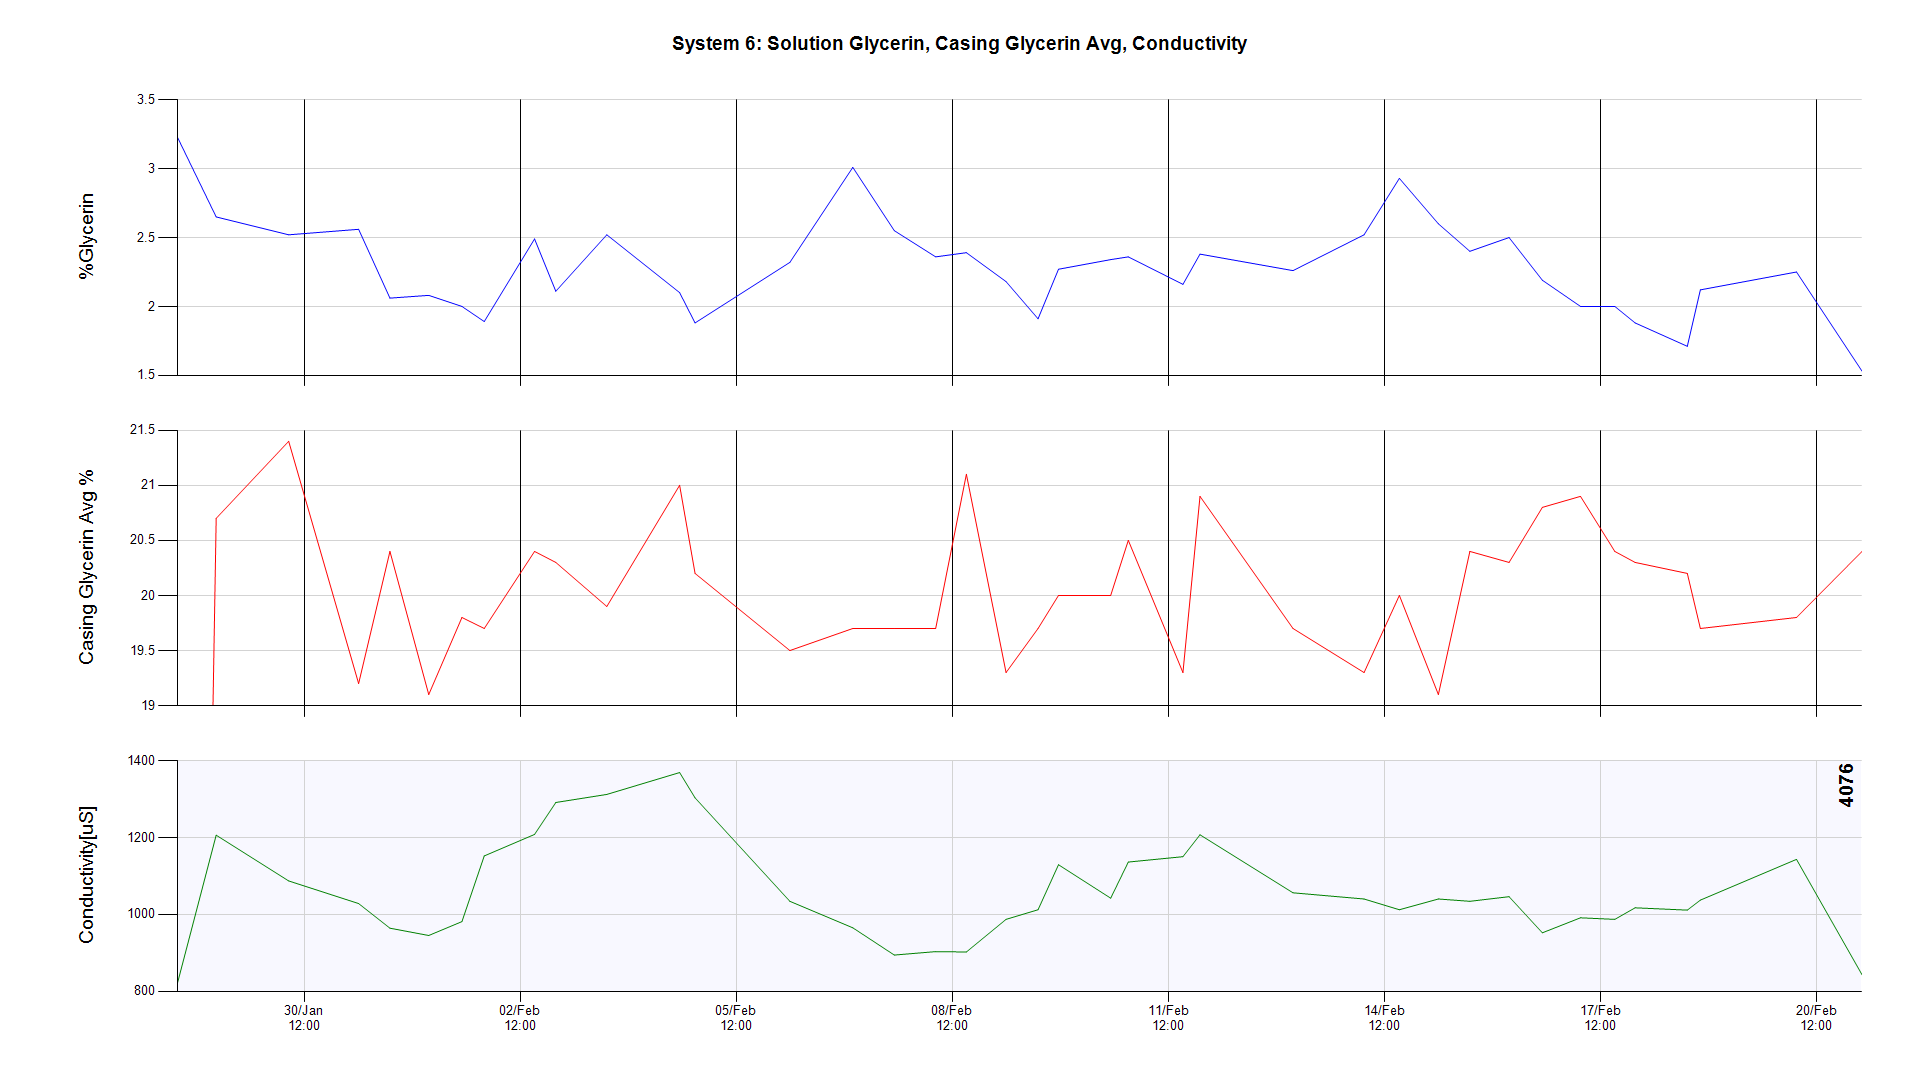 System 6: Solution Glycerin, Casing Glycerin Avg, Conductivity
%Glycerin
3.5
3
2.5
2
1.5
Casing Glycerin Avg %
21.5
21
20.5
20
19.5
19
Conductivity[uS]
1400
1200
1000
800
4076
30/Jan 02/Feb 05/Feb 08/Feb 11/Feb 14/Feb 17/Feb 20/Feb
12:00 12:00 12:00 12:00 12:00 12:00 12:00 12:00